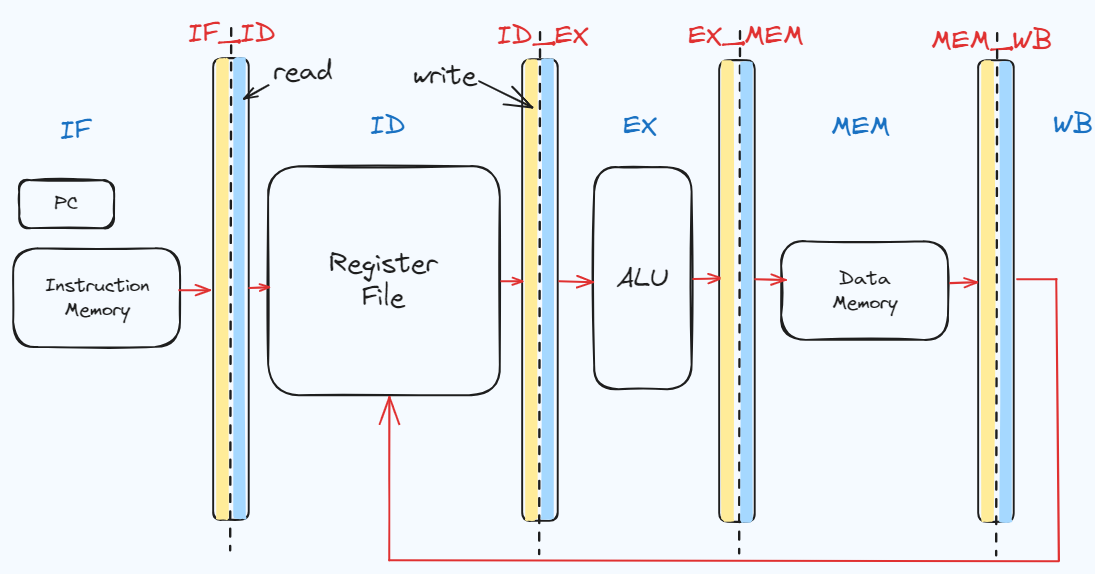 IF_ID
ID_EX
EX_MEM
MEM_WB
read
write
IF
ID
EX
MEM
WB
PC
Instruction
Memory
Register
File
ALU
Data
Memory